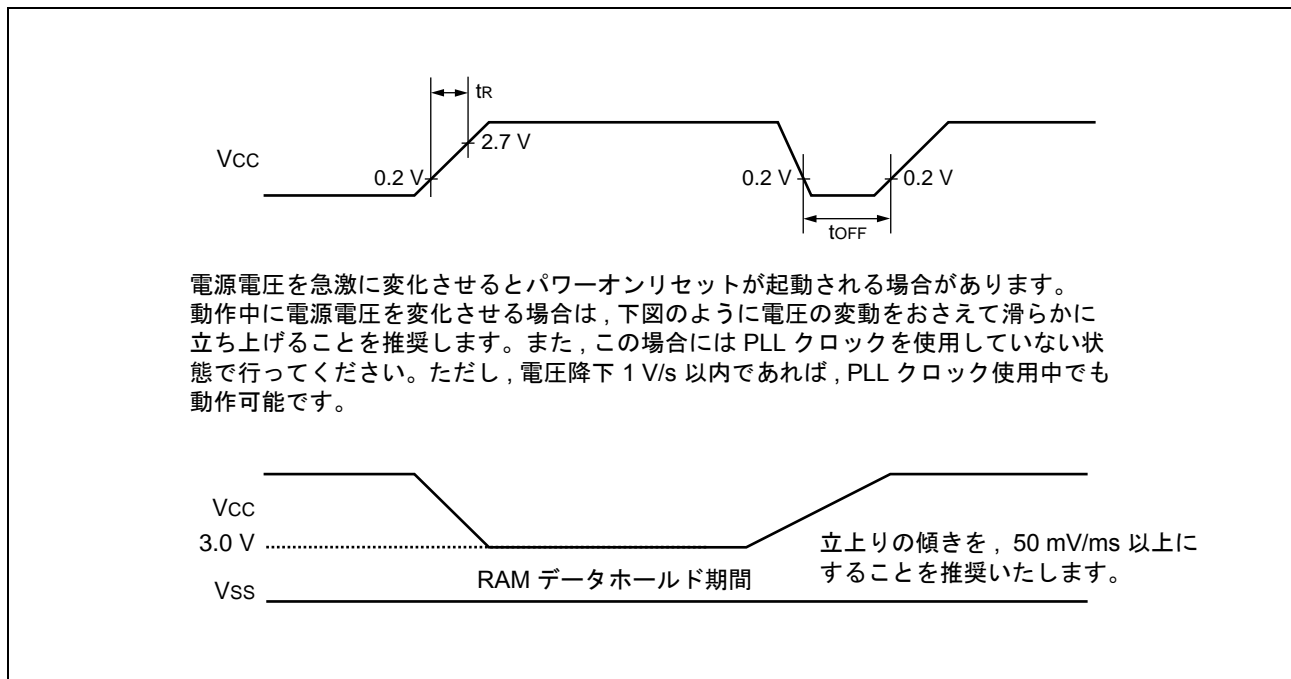 tR
2.7 V
VCC
0.2 V
0.2 V
0.2 V
tOFF
電源電圧を急激に変化させるとパワーオンリセットが起動される場合があります。
動作中に電源電圧を変化させる場合は , 下図のように電圧の変動をおさえて滑らかに
立ち上げることを推奨します。また , この場合には PLL クロックを使用していない状
態で行ってください。ただし , 電圧降下 1 V/s 以内であれば , PLL クロック使用中でも
動作可能です。
VCC
3.0 V
立上りの傾きを , 50 mV/ms 以上に
することを推奨いたします。
RAM データホールド期間
VSS